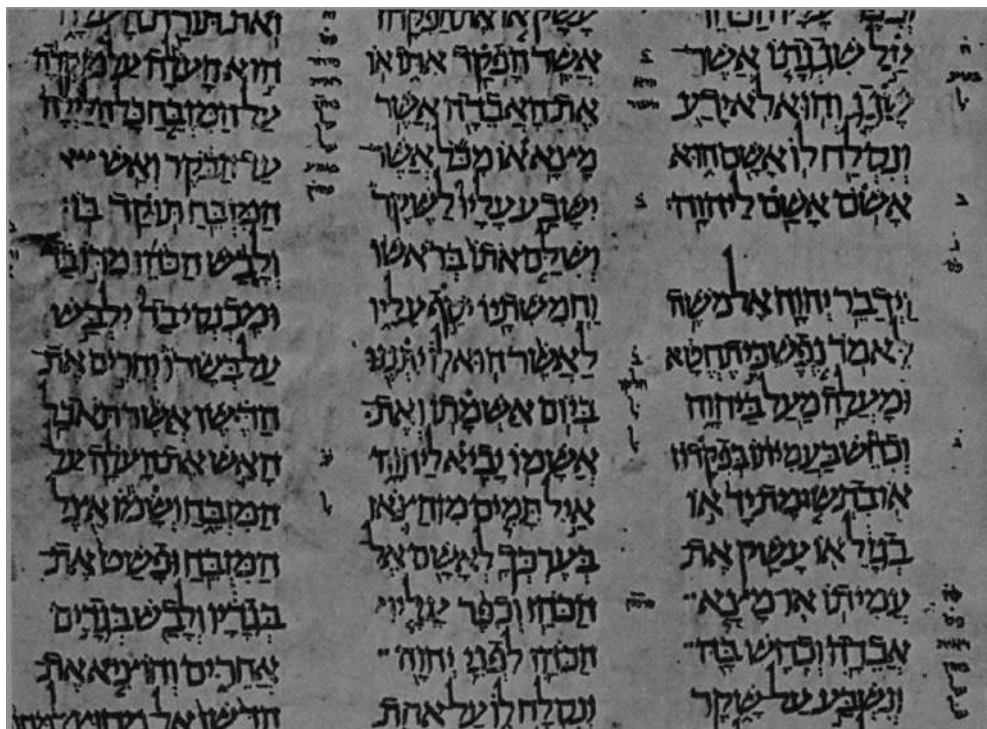 על שגגתו אשר
שגג והוא לא ידע
ונסלח לו אשם הוא
אשם אשם ליהוה
וידבר יהוה אל משה
לאמר נפש כי תחטא
ומעלה מעל ביהוה
וכחש בעמיתו בפקדון
או בתשומת יד או
בגזל או עשק את
עמיתו או מצא
אבדה וכחש בה
ונשבע על שקר
עשק או את הפקדון
אשר הפקד אתו או
את האבדה אשר
מצא או מכל אשר
ישבע עליו לשקר
ושלם אתו בראשו
וחמשתיו יסף עליו
לאשר הוא לו יתננו
ביום אשמתו ואת
אשמו יביא ליהוה
איל תמים מן הצאן
בערכך לאשם אל
הכהן וכפר עליו
הכהן לפני יהוה
ונסלח לו על אחת
הוא העלה על מוקדה
על המזבח כל הלילה
עד הבקר ואש
המזבח תוקד בו
ולבש הכהן מדו בד
ומכנסי בד ילבש
על בשרו והרים את
הדשן אשר תאכל
האש את העלה על
המזבח ושמו אצל
המזבח ופשט את
בגדיו ולבש בגדים
אחרים והוציא את
הדשן אל מחוץ